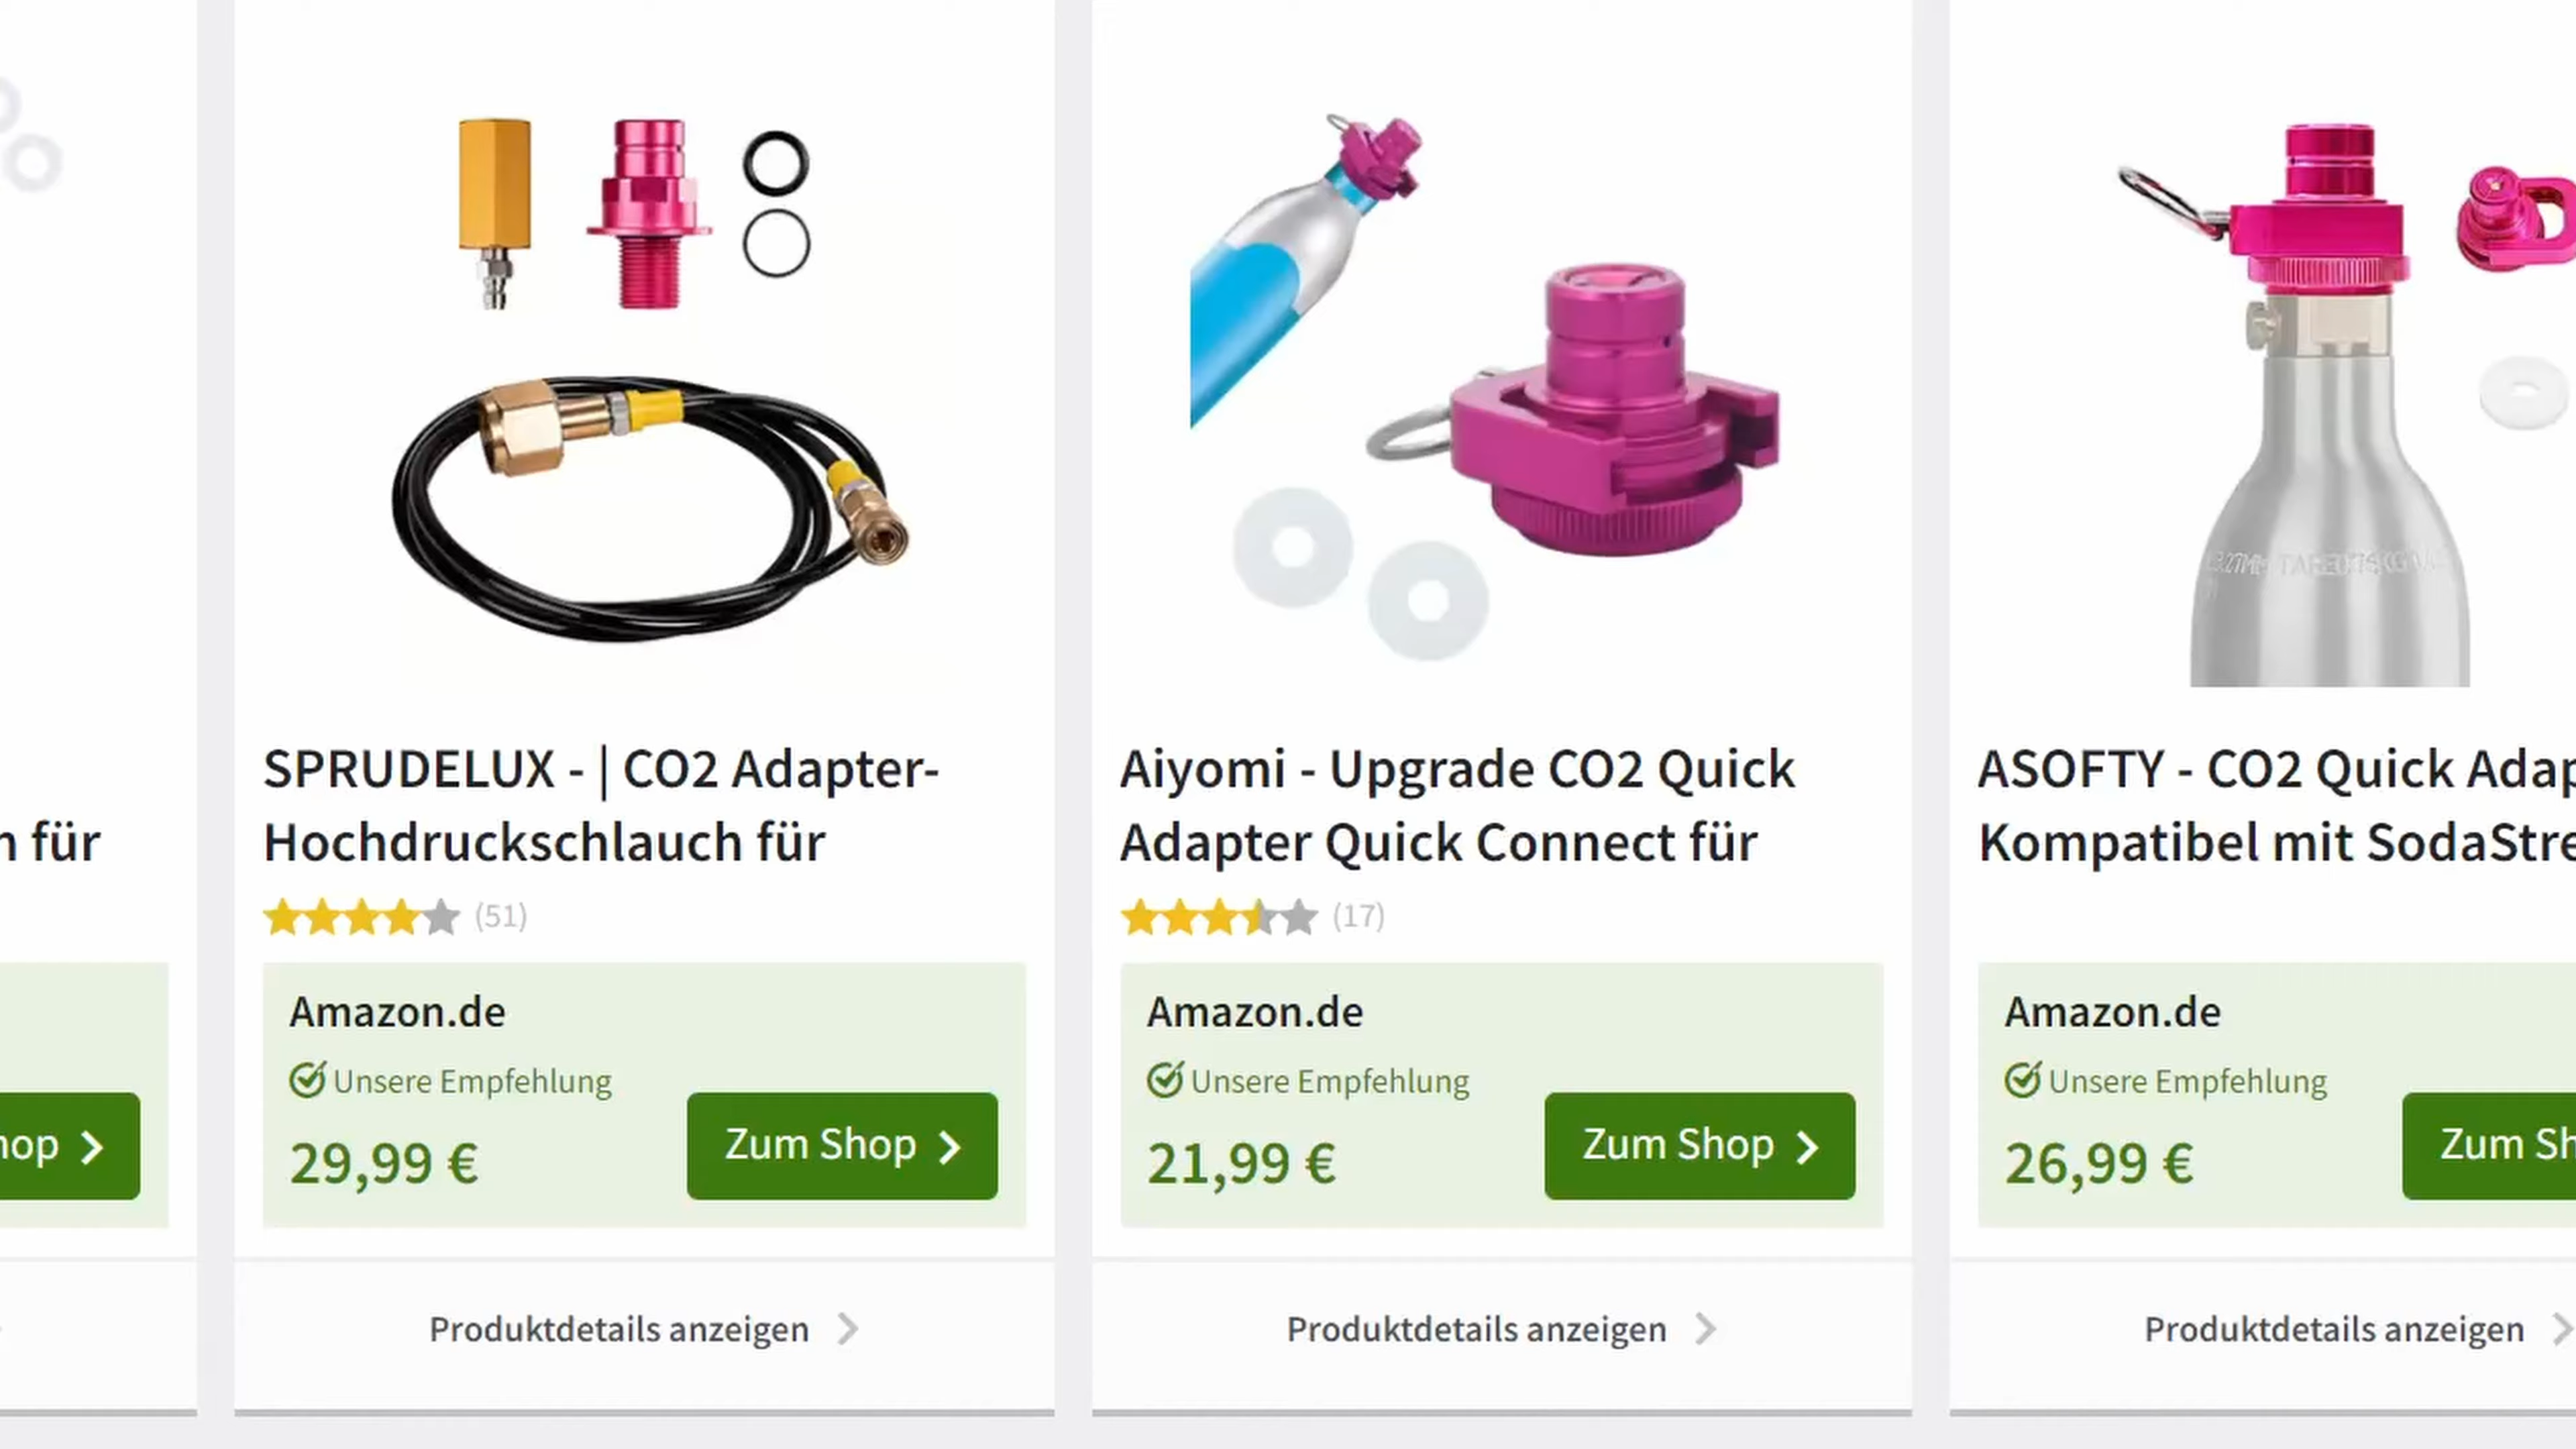 für
hop
SPRUDELUX - | CO2 Adapter-
Hochdruckschlauch für
(51)
Amazon.de
Unsere Empfehlung
29,99 €
Zum Shop
Produktdetails anzeigen
Aiyomi - Upgrade CO2 Quick
Adapter Quick Connect für
(17)
Amazon.de
Unsere Empfehlung
21,99 €
Zum Shop
Produktdetails anzeigen
ASOFTY - CO2 Quick Adap
Kompatibel mit SodaStre
Amazon.de
Unsere Empfehlung
26,99 €
Zum Sh
Produktdetails anzeigen